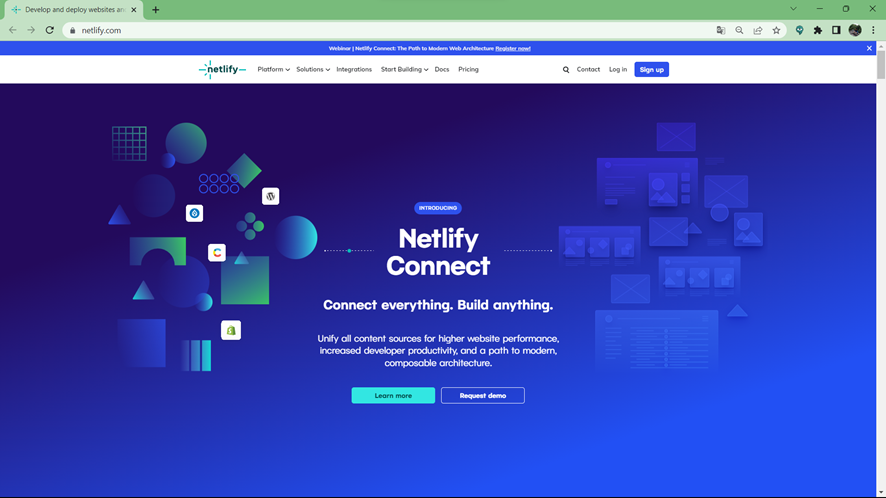 Develop and deploy websites an
netlify.com
Webinar | Netlify Connect: The Path to Modern Web Architecture Register now!
netlify
Platform
Solutions
Integrations
Start Building
Docs
Pricing
Contact
Log in
Sign up
INTRODUCING
Netlify
Connect
Connect everything. Build anything.
Unify all content sources for higher website performance,
increased developer productivity, and a path to modern,
composable architecture.
Learn more
Request demo